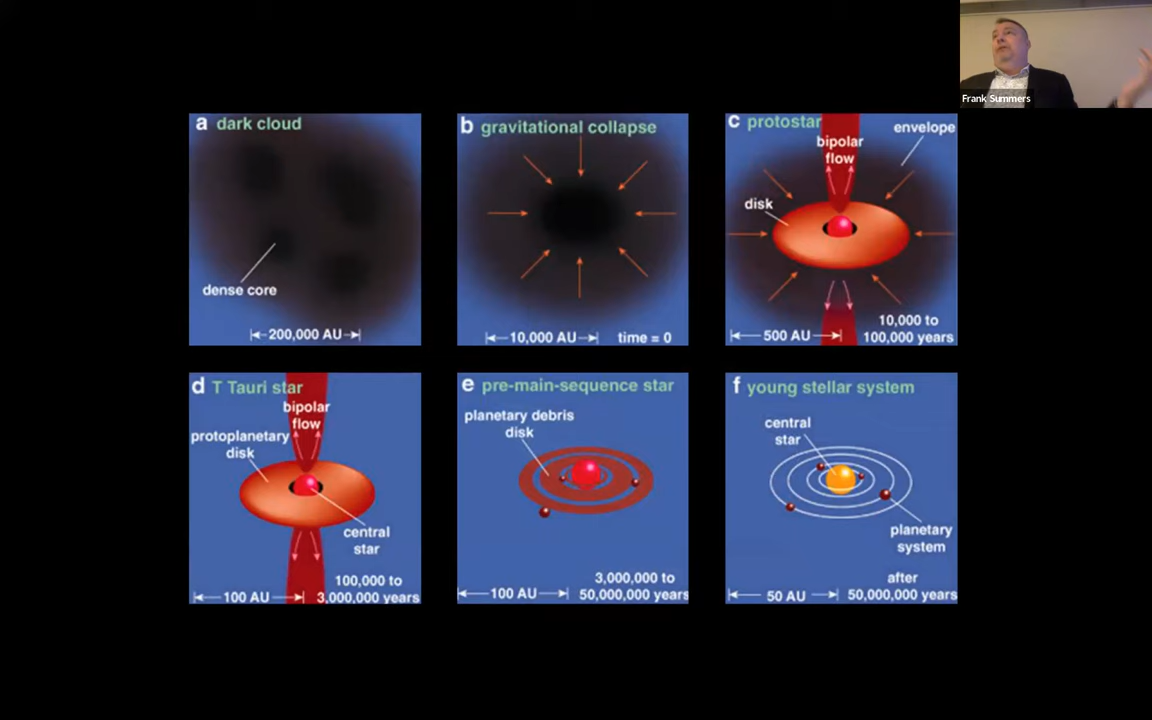 Frank Summers
a dark cloud
dense core
200,000 AU
b gravitational collapse
10,000 AU
time = 0
c protostar
envelope
bipolar
flow
disk
500 AU
10,000 to
100,000 years
d T Tauri star
bipolar
flow
protoplanetary
disk
central
star
100 AU
100,000 to
3,000,000 years
e pre-main-sequence star
planetary debris
disk
100 AU
3,000,000 to
50,000,000 years
f young stellar system
central
star
planetary
system
50 AU
after
50,000,000 years